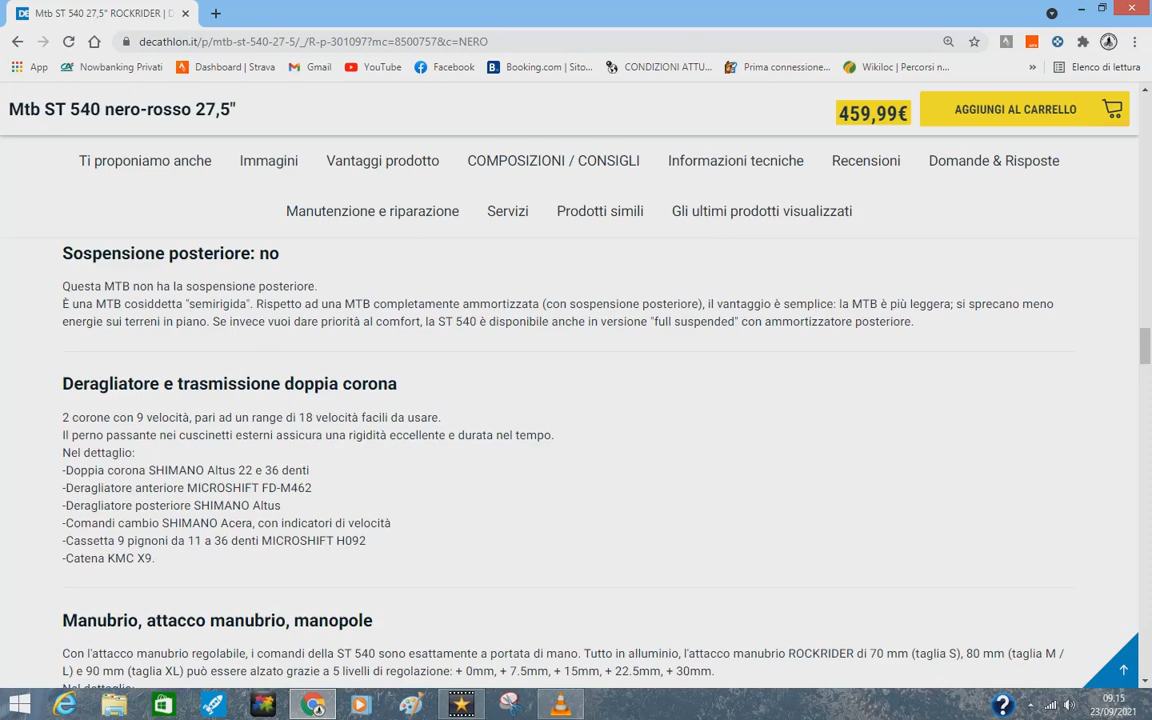 Mtb ST 540 27,5" ROCKRIDER | D
decathlon.it/p/mtb-st-540-27-5/_/R-p-301097?mc=8500757&c=NERO
App
Nowbanking Privati
Dashboard | Strava
Gmail
YouTube
Facebook
Booking.com | Sito...
CONDIZIONI ATTU...
Prima connessione...
Wikiloc | Percorsi n...
»
Elenco di lettura
Mtb ST 540 nero-rosso 27,5"
459,99€
AGGIUNGI AL CARRELLO
Ti proponiamo anche
Immagini
Vantaggi prodotto
COMPOSIZIONI / CONSIGLI
Informazioni tecniche
Recensioni
Domande & Risposte
Manutenzione e riparazione
Servizi
Prodotti simili
Gli ultimi prodotti visualizzati
Sospensione posteriore: no
Questa MTB non ha la sospensione posteriore.
È una MTB cosiddetta "semirigida". Rispetto ad una MTB completamente ammortizzata (con sospensione posteriore), il vantaggio è semplice: la MTB è più leggera; si sprecano meno
energie sui terreni in piano. Se invece vuoi dare priorità al comfort, la ST 540 è disponibile anche in versione "full suspended" con ammortizzatore posteriore.
Deragliatore e trasmissione doppia corona
2 corone con 9 velocità, pari ad un range di 18 velocità facili da usare.
Il perno passante nei cuscinetti esterni assicura una rigidità eccellente e durata nel tempo.
Nel dettaglio:
-Doppia corona SHIMANO Altus 22 e 36 denti
-Deragliatore anteriore MICROSHIFT FD-M462
-Deragliatore posteriore SHIMANO Altus
-Comandi cambio SHIMANO Acera, con indicatori di velocità
-Cassetta 9 pignoni da 11 a 36 denti MICROSHIFT H092
-Catena KMC X9.
Manubrio, attacco manubrio, manopole
Con l'attacco manubrio regolabile, i comandi della ST 540 sono esattamente a portata di mano. Tutto in alluminio, l'attacco manubrio ROCKRIDER di 70 mm (taglia S), 80 mm (taglia M /
L) e 90 mm (taglia XL) può essere alzato grazie a 5 livelli di regolazione: + 0mm, + 7.5mm, + 15mm, + 22.5mm, + 30mm.
Nel dettaglio:
09.15
23/09/2021